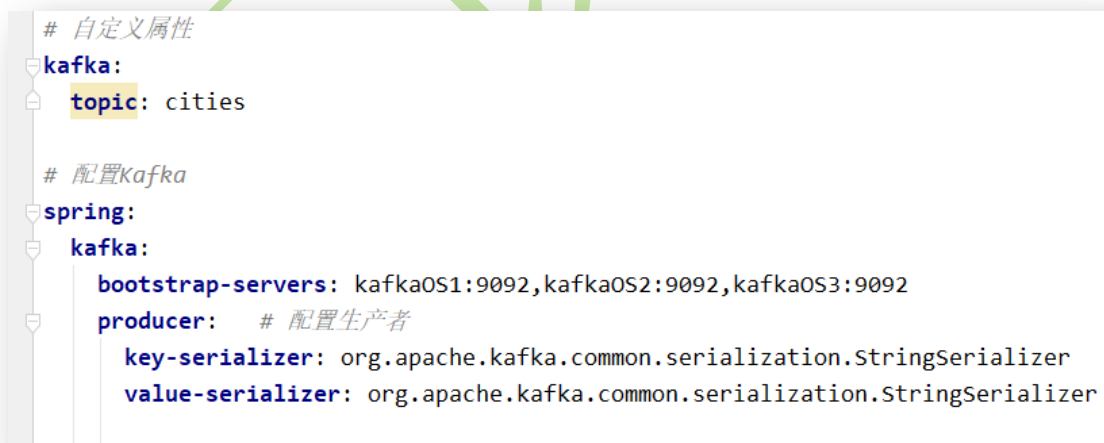 # 自定义属性
kafka:
topic: cities
# 配置Kafka
spring:
kafka:
bootstrap-servers: kafkaOS1:9092,kafkaOS2:9092,kafkaOS3:9092
producer: # 配置生产者
key-serializer: org.apache.kafka.common.serialization.StringSerializer
value-serializer: org.apache.kafka.common.serialization.StringSerializer